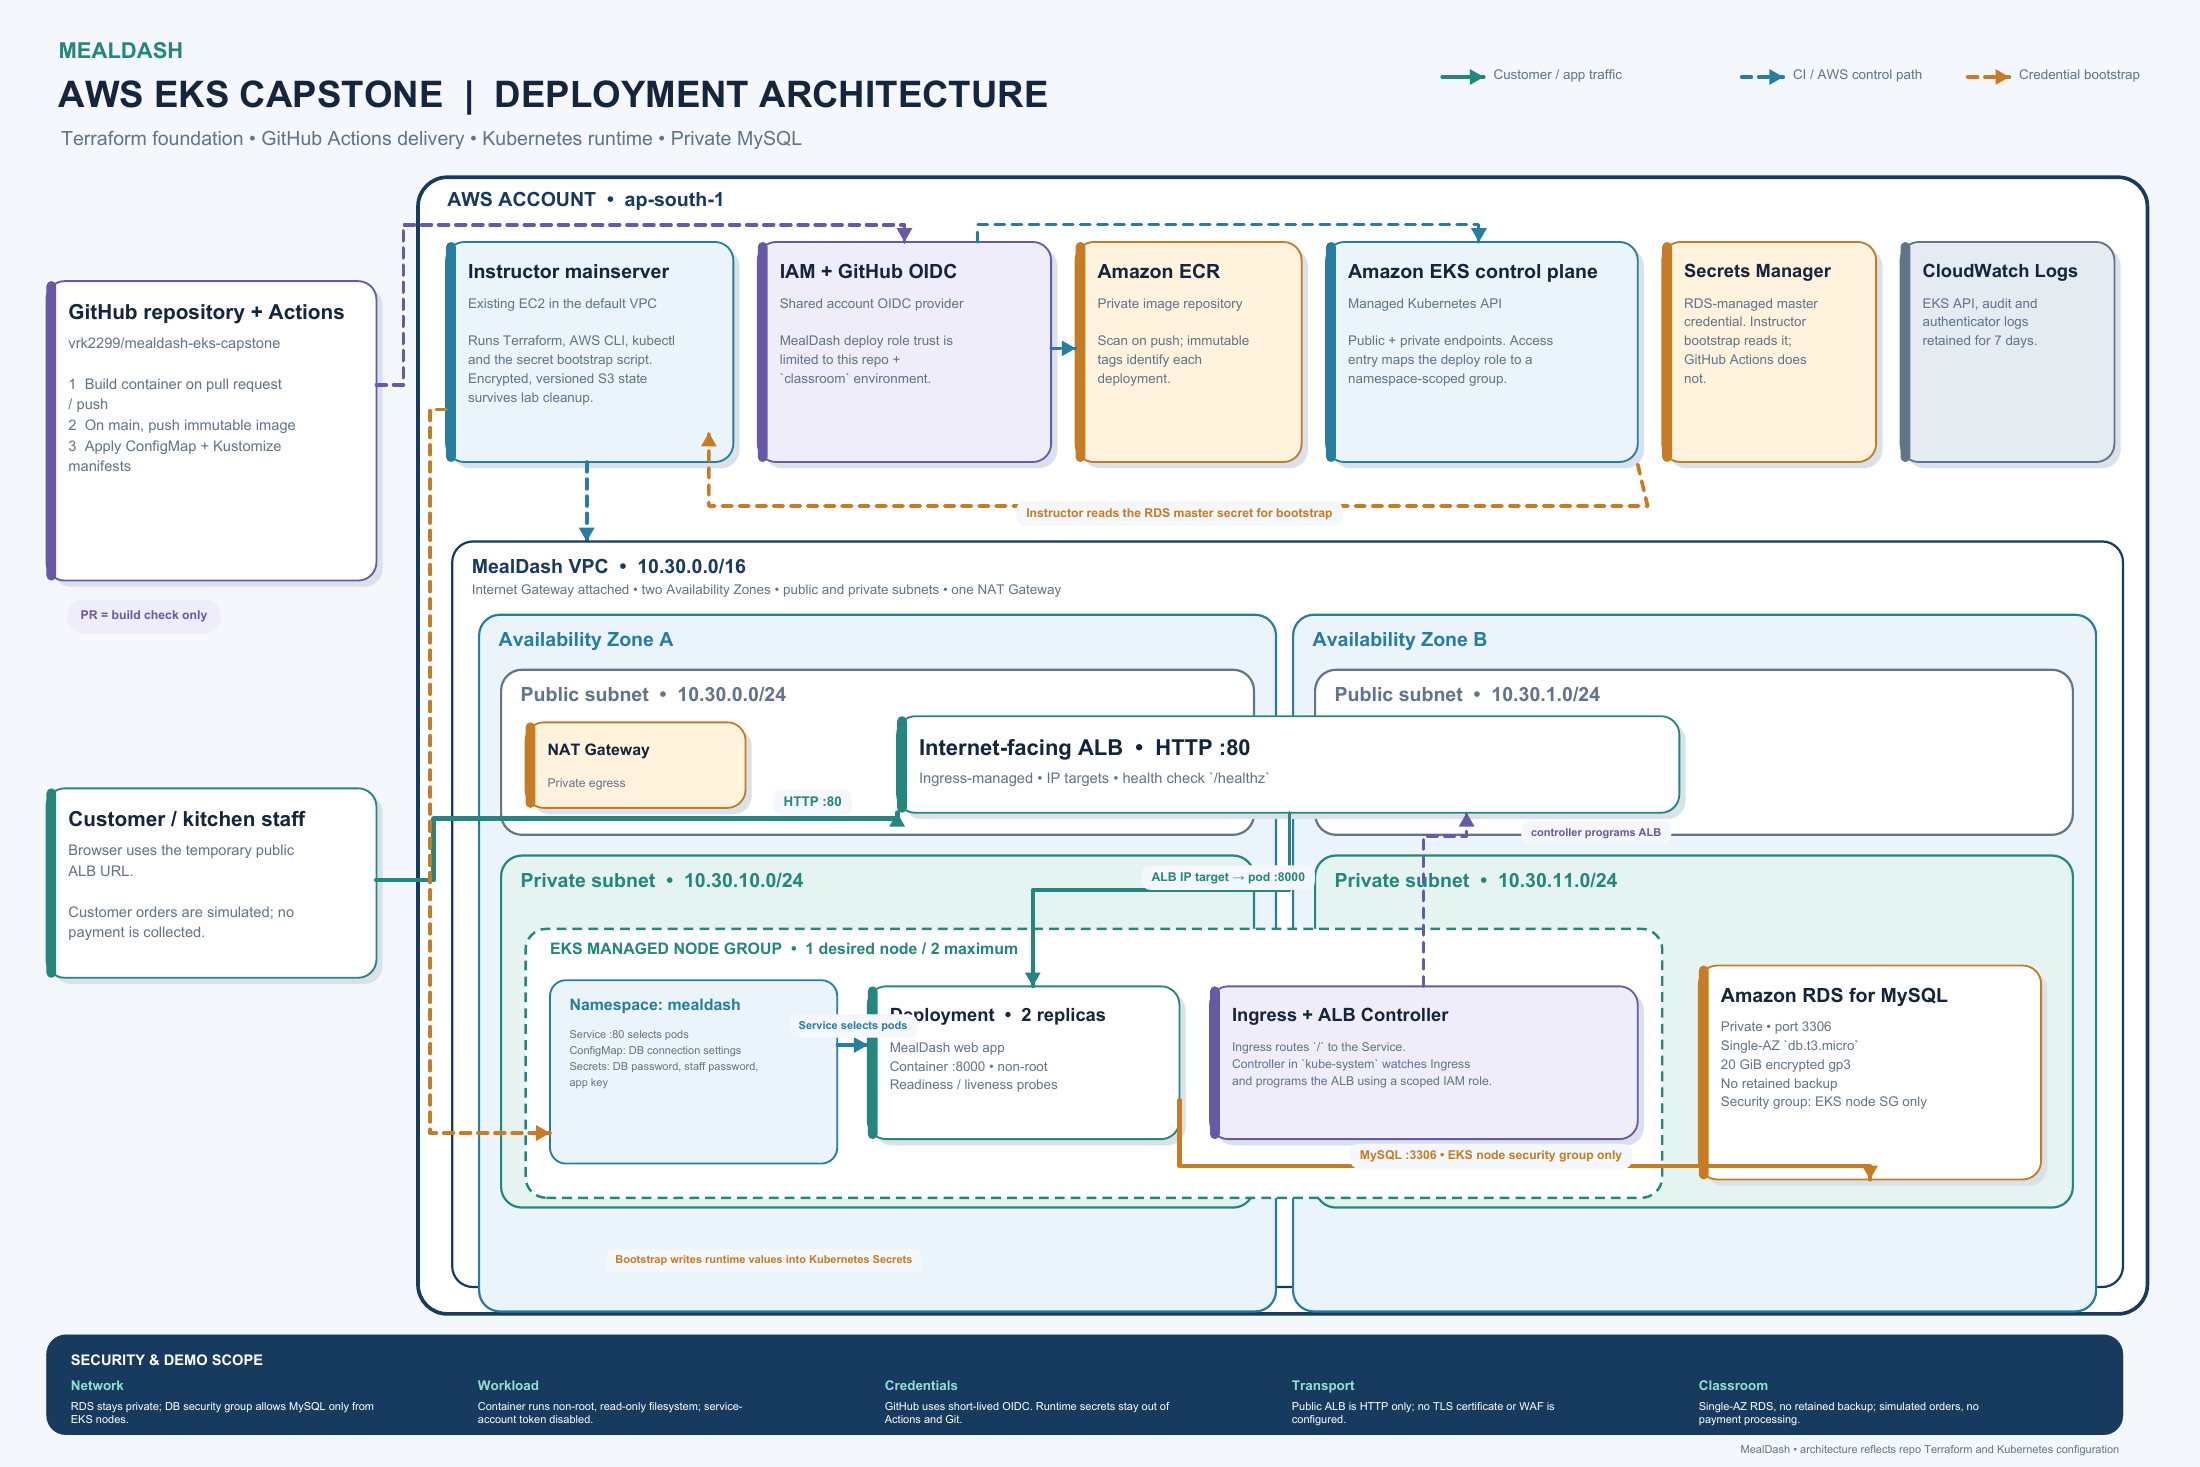 MEALDASH
AWS EKS CAPSTONE | DEPLOYMENT ARCHITECTURE
Terraform foundation • GitHub Actions delivery • Kubernetes runtime • Private MySQL
Customer / app traffic
CI / AWS control path
Credential bootstrap
AWS ACCOUNT • ap-south-1
GitHub repository + Actions
vrk2299/mealdash-eks-capstone
1 Build container on pull request
/ push
2 On main, push immutable image
3 Apply ConfigMap + Kustomize
manifests
PR = build check only
Instructor mainserver
Existing EC2 in the default VPC
Runs Terraform, AWS CLI, kubectl
and the secret bootstrap script.
Encrypted, versioned S3 state
survives lab cleanup.
IAM + GitHub OIDC
Shared account OIDC provider
MealDash deploy role trust is
limited to this repo +
`classroom` environment.
Amazon ECR
Private image repository
Scan on push; immutable
tags identify each
deployment.
Amazon EKS control plane
Managed Kubernetes API
Public + private endpoints. Access
entry maps the deploy role to a
namespace-scoped group.
Secrets Manager
RDS-managed master
credential. Instructor
bootstrap reads it;
GitHub Actions does
not.
CloudWatch Logs
EKS API, audit and
authenticator logs
retained for 7 days.
Instructor reads the RDS master secret for bootstrap
MealDash VPC • 10.30.0.0/16
Internet Gateway attached • two Availability Zones • public and private subnets • one NAT Gateway
Availability Zone A
Availability Zone B
Public subnet • 10.30.0.0/24
Public subnet • 10.30.1.0/24
NAT Gateway
Private egress
Internet-facing ALB • HTTP :80
Ingress-managed • IP targets • health check `/healthz`
HTTP :80
controller programs ALB
Customer / kitchen staff
Browser uses the temporary public
ALB URL.
Customer orders are simulated; no
payment is collected.
Private subnet • 10.30.10.0/24
ALB IP target → pod :8000
Private subnet • 10.30.11.0/24
EKS MANAGED NODE GROUP • 1 desired node / 2 maximum
Namespace: mealdash
Service :80 selects pods
ConfigMap: DB connection settings
Secrets: DB password, staff password,
app key
Service selects pods
Deployment • 2 replicas
MealDash web app
Container :8000 • non-root
Readiness / liveness probes
Ingress + ALB Controller
Ingress routes `/` to the Service.
Controller in `kube-system` watches Ingress
and programs the ALB using a scoped IAM role.
Amazon RDS for MySQL
Private • port 3306
Single-AZ `db.t3.micro`
20 GiB encrypted gp3
No retained backup
Security group: EKS node SG only
MySQL :3306 • EKS node security group only
Bootstrap writes runtime values into Kubernetes Secrets
SECURITY & DEMO SCOPE
Network
RDS stays private; DB security group allows MySQL only from
EKS nodes.
Workload
Container runs non-root, read-only filesystem; service-
account token disabled.
Credentials
GitHub uses short-lived OIDC. Runtime secrets stay out of
Actions and Git.
Transport
Public ALB is HTTP only; no TLS certificate or WAF is
configured.
Classroom
Single-AZ RDS, no retained backup; simulated orders, no
payment processing.
MealDash • architecture reflects repo Terraform and Kubernetes configuration